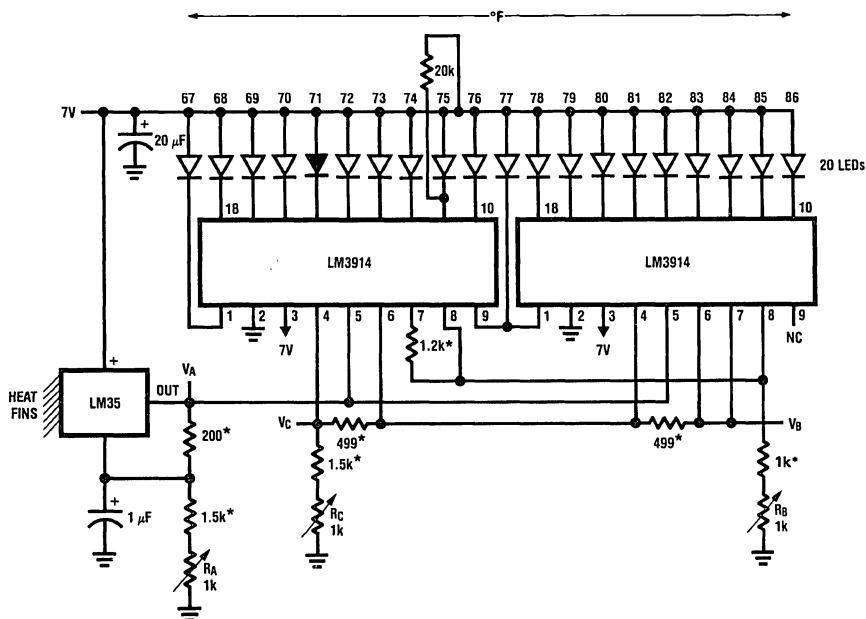 °F
20k
67 68 69 70 71 72 73 74 75 76 77 78 79 80 81 82 83 84 85 86
7V
+
20 μF
20 LEDs
18 10 18 10
LM3914 LM3914
1 2 3 4 5 6 7 8 9 1 2 3 4 5 6 7 8 9
7V 1.2k* 7V NC
+
HEAT FINS
LM35
OUT
VA
VC
VB
200*
499*
499*
1.5k*
1k*
+
1 μF
1.5k*
RC
1k
RB
1k
RA
1k